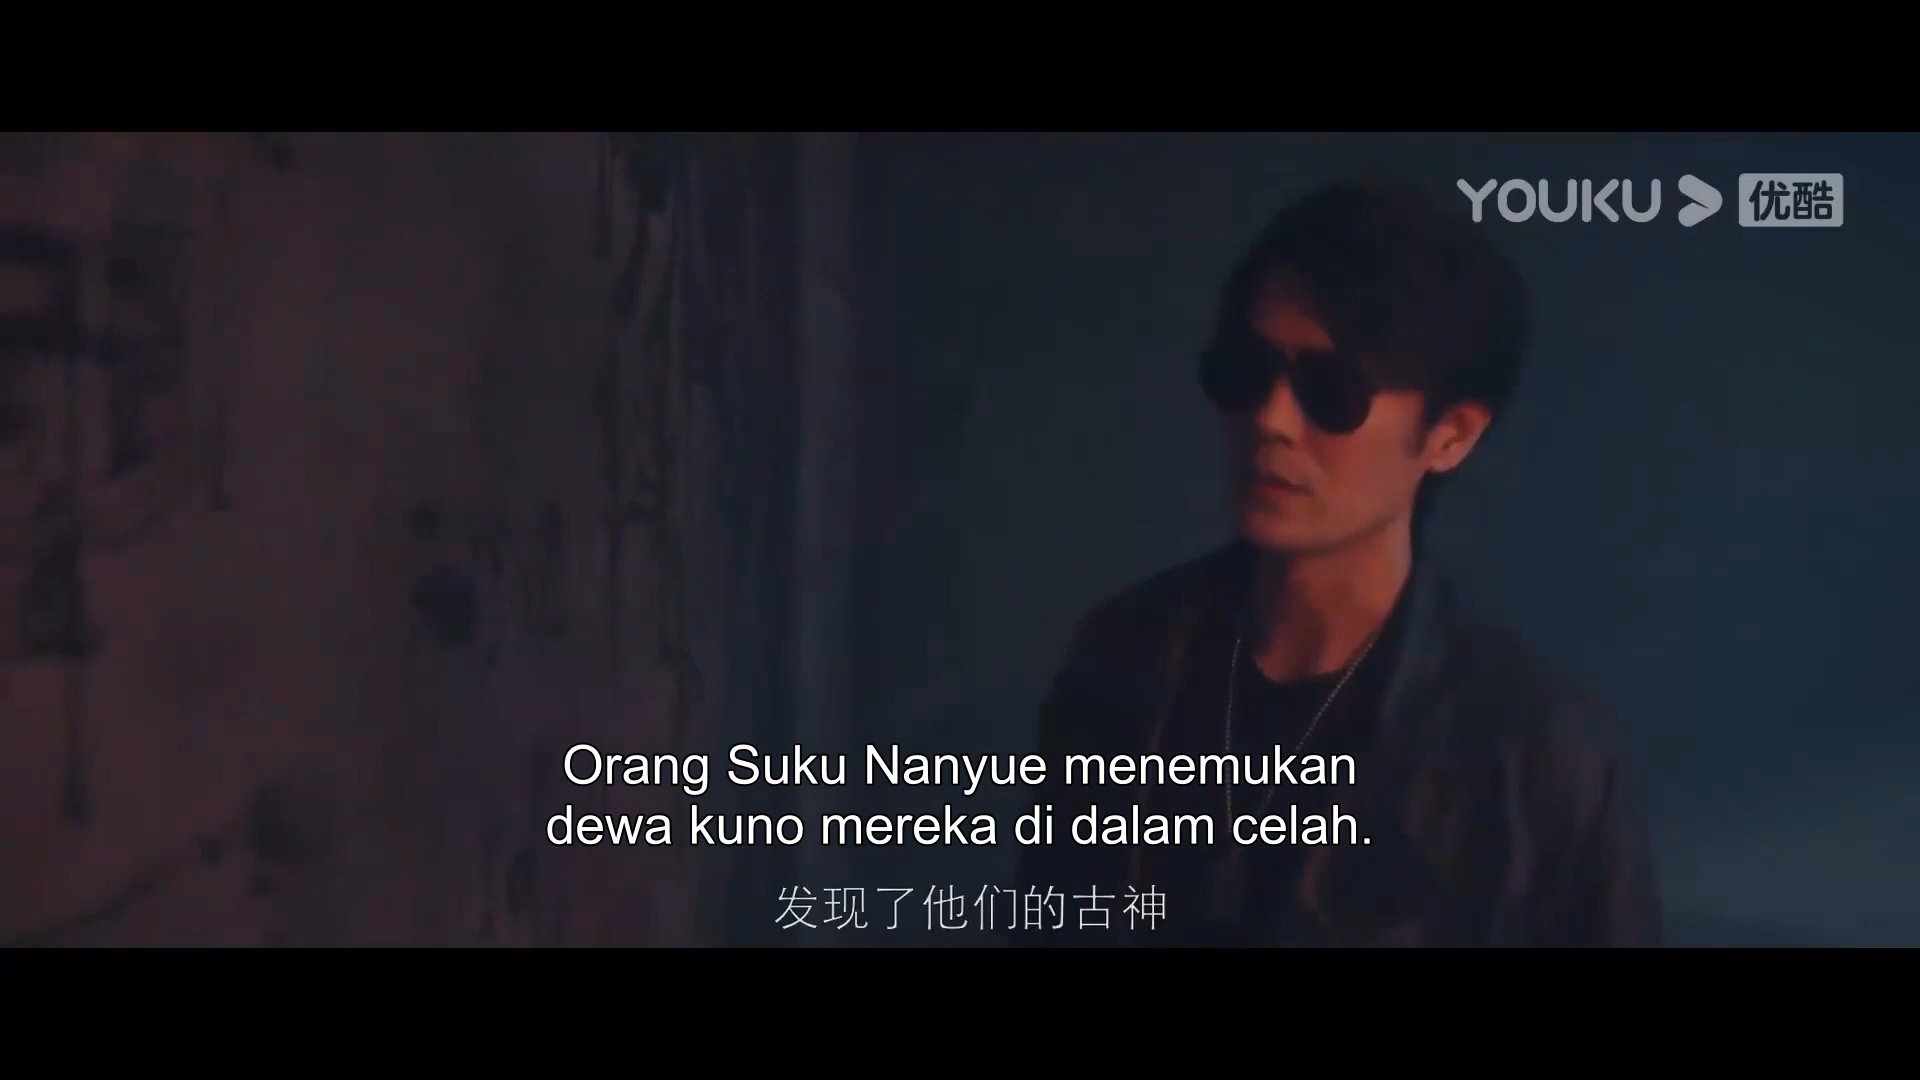 YOUKU 优酷
Orang Suku Nanyue menemukan
dewa kuno mereka di dalam celah.
发现了他们的古神